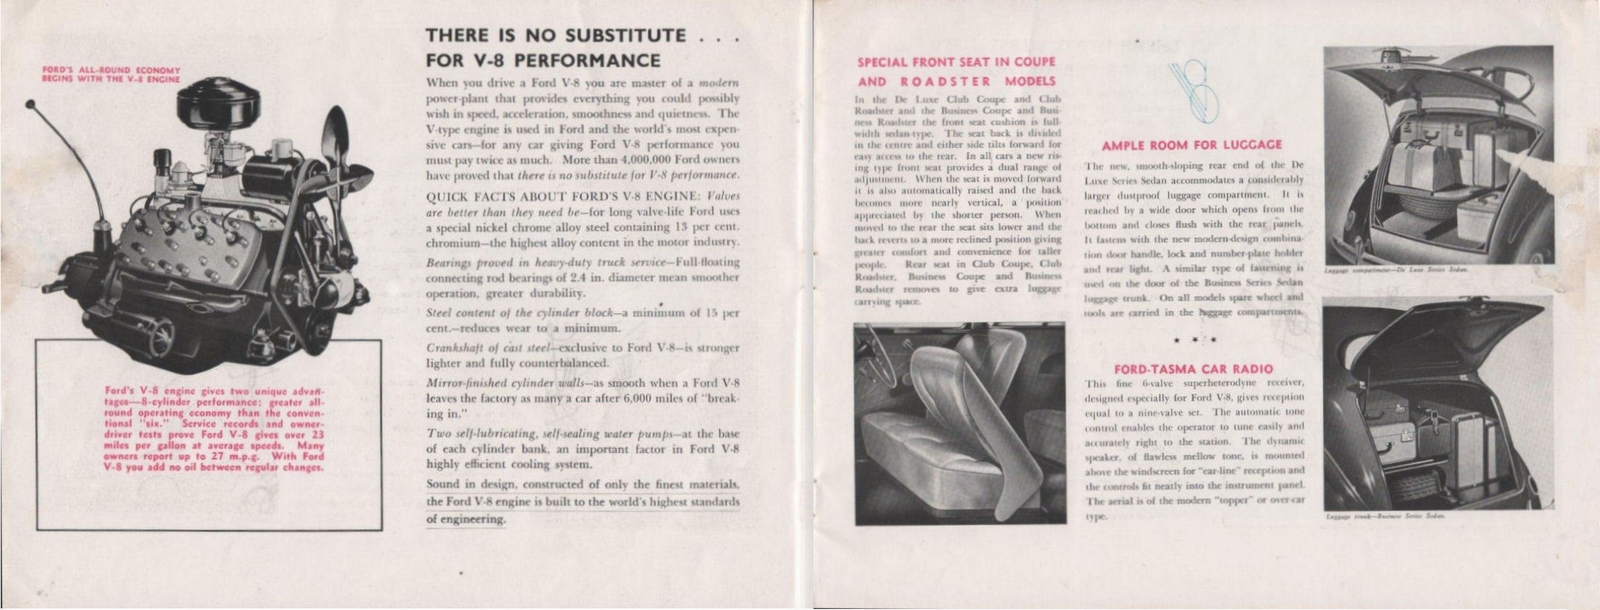 FORD'S ALL-ROUND ECONOMY
BEGINS WITH THE V-8 ENGINE
Ford's V-8 engine gives two unique advan-
tages—8-cylinder performance: greater all-
round operating economy than the conven-
tional "six." Service records and owner-
driver tests prove Ford V-8 gives over 23
miles per gallon at average speeds. Many
owners report up to 27 m.p.g. With Ford
V-8 you add no oil between regular changes.
THERE IS NO SUBSTITUTE . . .
FOR V-8 PERFORMANCE
When you drive a Ford V-8 you are master of a modern
power-plant that provides everything you could possibly
wish in speed, acceleration, smoothness and quietness. The
V-type engine is used in Ford and the world's most expen-
sive cars—for any car giving Ford V-8 performance you
must pay twice as much. More than 4,000,000 Ford owners
have proved that there is no substitute for V-8 performance.
QUICK FACTS ABOUT FORD'S V-8 ENGINE: Valves
are better than they need be—for long valve-life Ford uses
a special nickel chrome alloy steel containing 13 per cent.
chromium—the highest alloy content in the motor industry.
Bearings proved in heavy-duty truck service—Full-floating
connecting rod bearings of 2.4 in. diameter mean smoother
operation, greater durability.
Steel content of the cylinder block—a minimum of 15 per
cent.—reduces wear to a minimum.
Crankshaft of cast steel—exclusive to Ford V-8—is stronger
lighter and fully counterbalanced.
Mirror-finished cylinder walls—as smooth when a Ford V-8
leaves the factory as many a car after 6,000 miles of "break-
ing in."
Two self-lubricating, self-sealing water pumps—at the base
of each cylinder bank, an important factor in Ford V-8
highly efficient cooling system.
Sound in design, constructed of only the finest materials,
the Ford V-8 engine is built to the world's highest standards
of engineering.
SPECIAL FRONT SEAT IN COUPE
AND ROADSTER MODELS
In the De Luxe Club Coupe and Club
Roadster and the Business Coupe and Busi-
ness Roadster the front seat cushion is full-
width sedan-type. The seat back is divided
in the centre and either side tilts forward for
easy access to the rear. In all cars a new ris-
ing type front seat provides a dual range of
adjustment. When the seat is moved forward
it is also automatically raised and the back
becomes more nearly vertical, a position
appreciated by the shorter person. When
moved to the rear the seat sits lower and the
back reverts to a more reclined position giving
greater comfort and convenience for taller
people. Rear seat in Club Coupe, Club
Roadster, Business Coupe and Business
Roadster removes to give extra luggage
carrying space.
V8
AMPLE ROOM FOR LUGGAGE
The new, smooth-sloping rear end of the De
Luxe Series Sedan accommodates a considerably
larger dustproof luggage compartment. It is
reached by a wide door which opens from the
bottom and closes flush with the rear panels.
It fastens with the new modern-design combina-
tion door handle, lock and number-plate holder
and rear light. A similar type of fastening is
used on the door of the Business Series Sedan
luggage trunk. On all models spare wheel and
tools are carried in the luggage compartments.
★ ★ ★
FORD-TASMA CAR RADIO
This fine 6-valve superheterodyne receiver,
designed especially for Ford V-8, gives reception
equal to a nine-valve set. The automatic tone
control enables the operator to tune easily and
accurately right to the station. The dynamic
speaker, of flawless mellow tone, is mounted
above the windscreen for "ear-line" reception and
the controls fit neatly into the instrument panel.
The aerial is of the modern "topper" or over-car
type.
Luggage compartment—De Luxe Series Sedan.
Luggage trunk—Business Series Sedan.